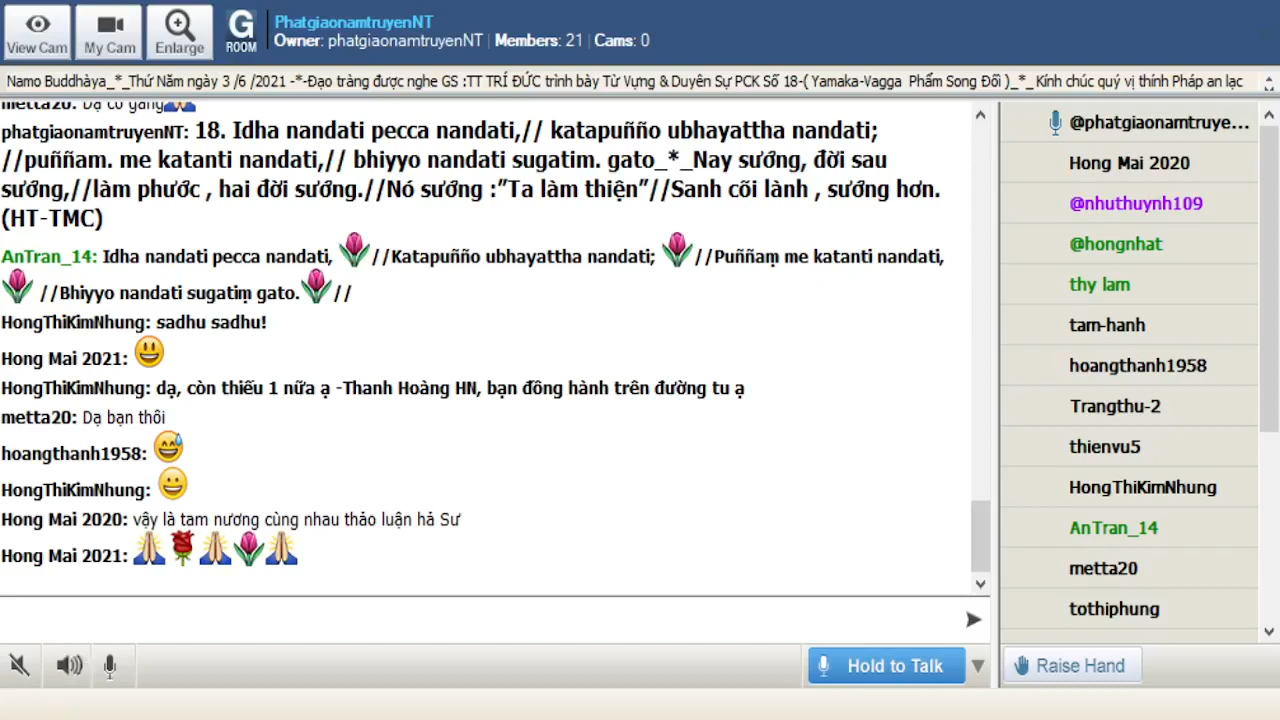 View Cam
My Cam
Enlarge
G
ROOM
PhatgiaonamtruyenNT
Owner: phatgiaonamtruyenNT | Members: 21 | Cams: 0
Namo Buddhàya_*_Thứ Năm ngày 3 /6 /2021 -*-Đạo tràng được nghe GS :TT TRÍ ĐỨC trình bày Từ Vựng & Duyên Sự PCK Số 18-( Yamaka-Vagga Phẩm Song Đối )_*_ Kính chúc quý vị thính Pháp an lạc
metta20: Dạ cố gắng
phatgiaonamtruyenNT: 18. Idha nandati pecca nandati,// katapuñño ubhayattha nandati;
//puññam. me katanti nandati,// bhiyyo nandati sugatim. gato_*_Nay sướng, đời sau
sướng,//làm phước , hai đời sướng.//Nó sướng :”Ta làm thiện”//Sanh cõi lành , sướng hơn.
(HT-TMC)
AnTran_14: Idha nandati pecca nandati, //Katapuñño ubhayattha nandati; //Puññaṃ me katanti nandati,
//Bhiyyo nandati sugatiṃ gato. //
HongThiKimNhung: sadhu sadhu!
Hong Mai 2021:
HongThiKimNhung: dạ, còn thiếu 1 nữa ạ -Thanh Hoàng HN, bạn đông hành trên đường tu ạ
metta20: Dạ bạn thôi
hoangthanh1958:
HongThiKimNhung:
Hong Mai 2020: vậy là tam nương cùng nhau thảo luận hả Sư
Hong Mai 2021:
Hold to Talk
@phatgiaonamtruye...
Hong Mai 2020
@nhuthuynh109
@hongnhat
thy lam
tam-hanh
hoangthanh1958
Trangthu-2
thienvu5
HongThiKimNhung
AnTran_14
metta20
tothiphung
Raise Hand